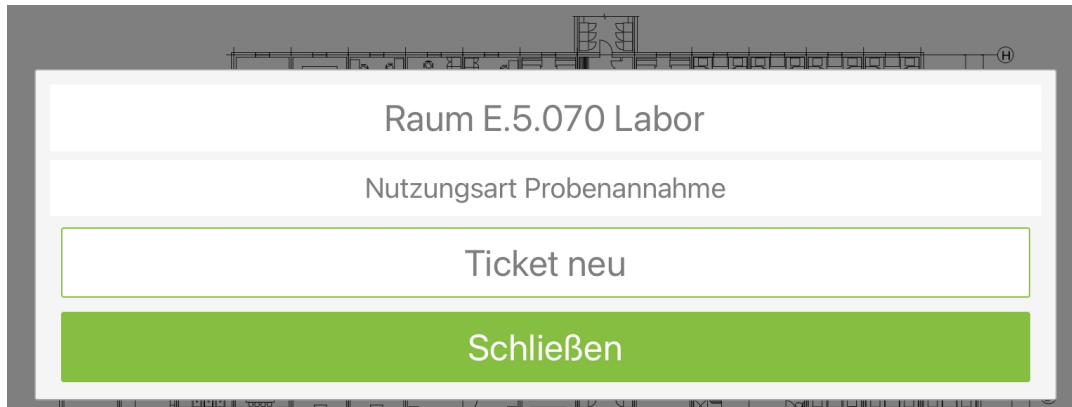 H
Raum E.5.070 Labor
Nutzungsart Probenannahme
Ticket neu
Schließen